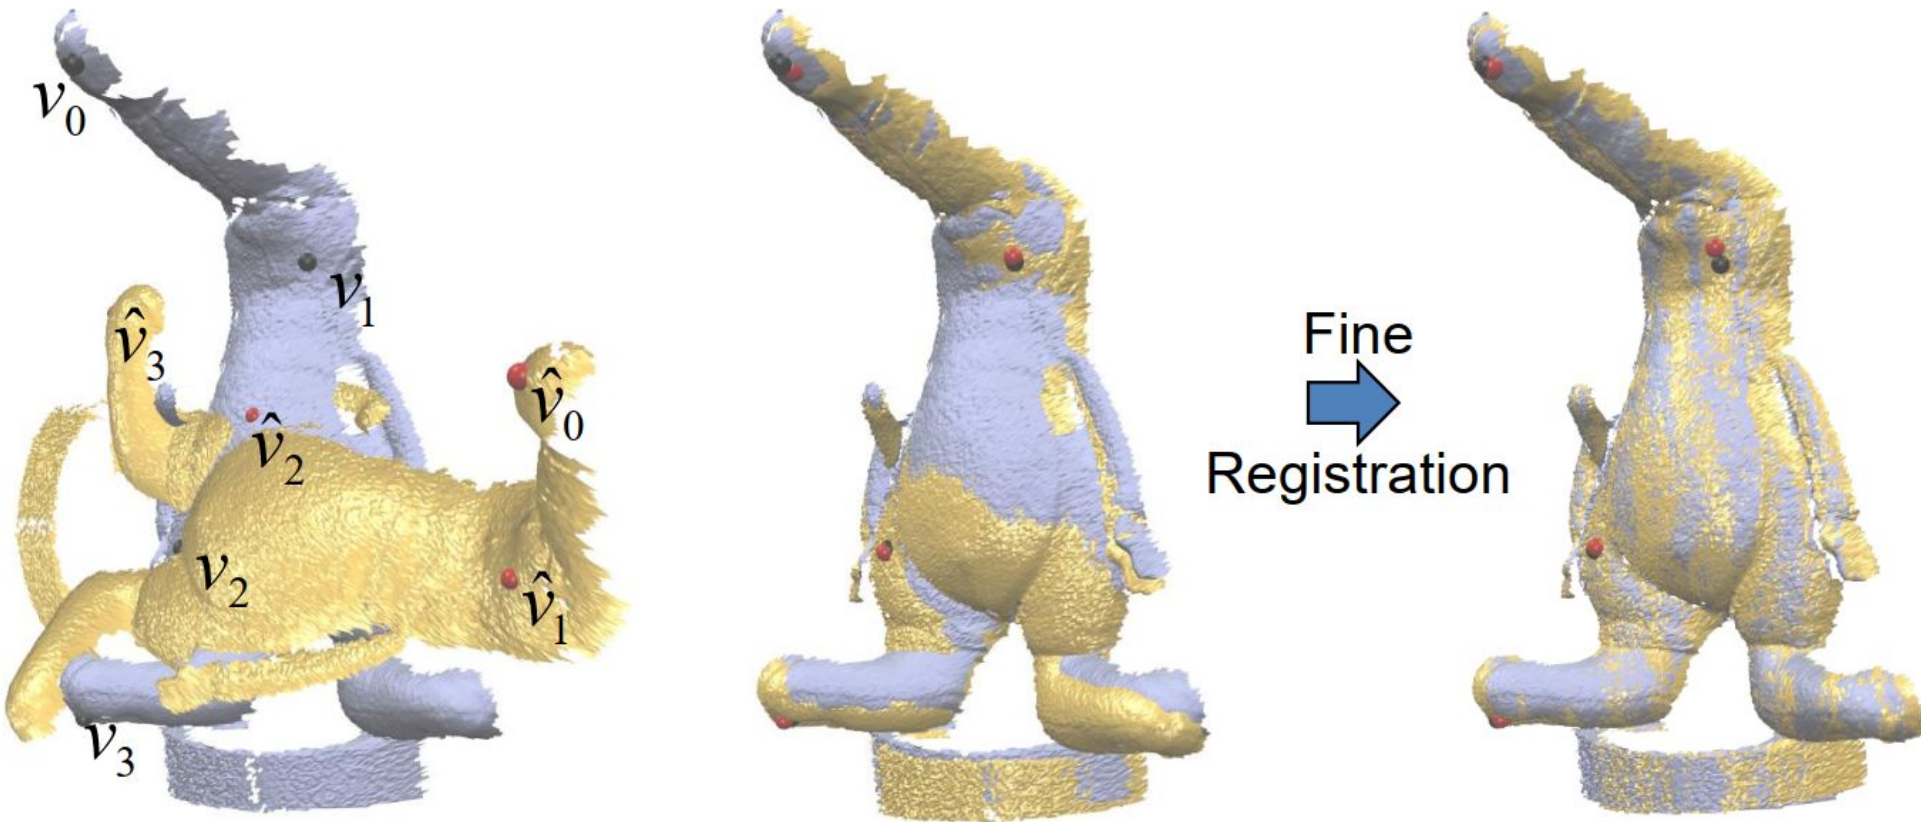 v₀
v₁
v̂₃
v̂₀
v̂₂
v₂
v̂₁
v₃
Fine
Registration